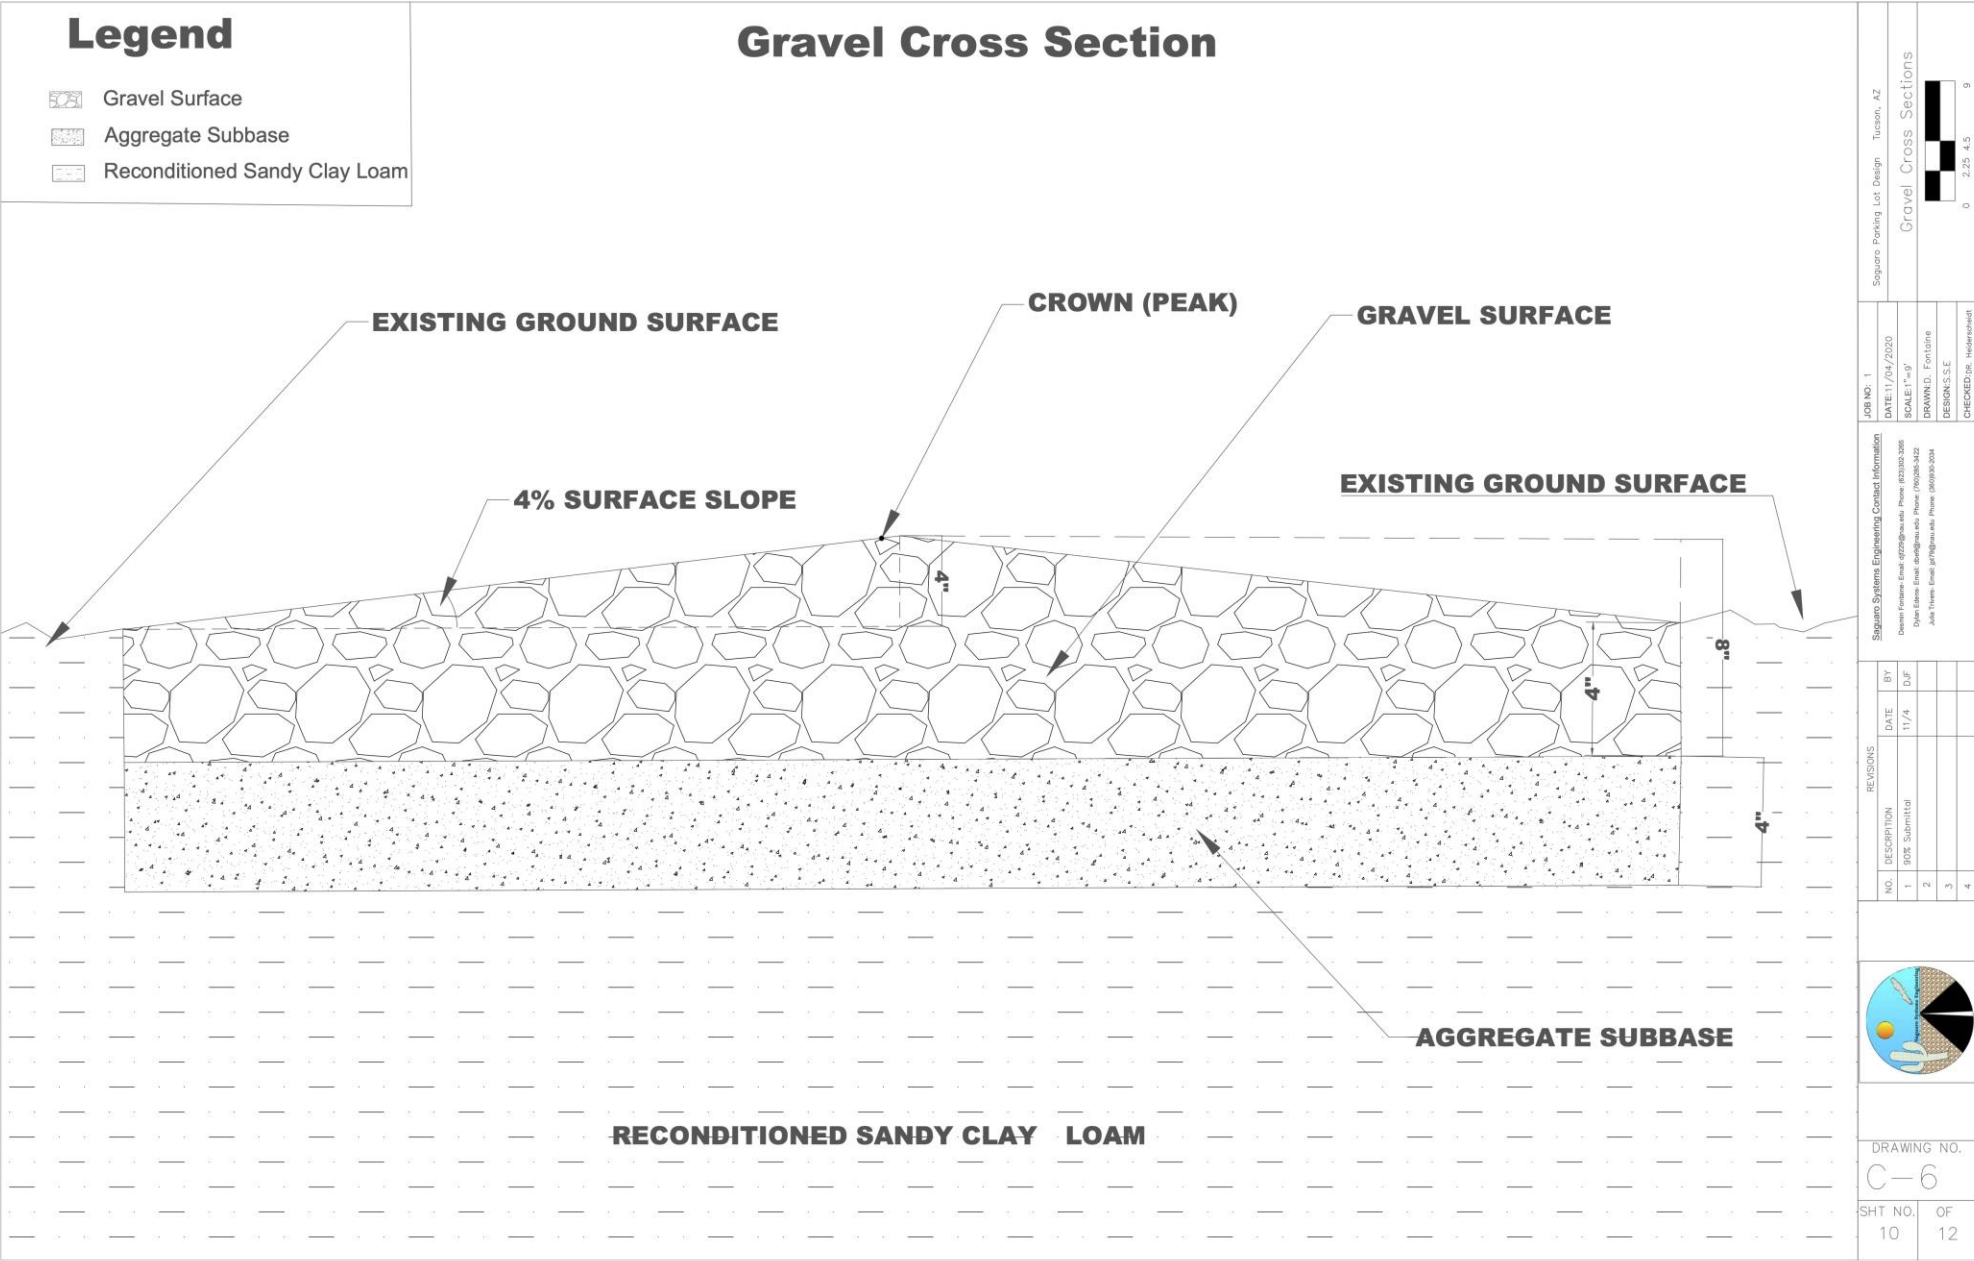 Legend
Gravel Surface
Aggregate Subbase
Reconditioned Sandy Clay Loam
Gravel Cross Section
EXISTING GROUND SURFACE
CROWN (PEAK)
GRAVEL SURFACE
4% SURFACE SLOPE
EXISTING GROUND SURFACE
4"
8"
4"
4"
AGGREGATE SUBBASE
RECONDITIONED SANDY CLAY LOAM
Saguaro Parking Lot Design Tucson, AZ
Gravel Cross Sections
0 2.25 4.5 9
JOB NO: 1
DATE:11/04/2020
SCALE:1"=9'
DRAWN:D. Fontaine
DESIGN:S.S.E
CHECKED:DR. Heiderscheidt
Saguaro Systems Engineering Contact Information
REVISIONS
NO. DESCRIPTION DATE BY
1 90% Submittal 11/4 DJF
2
3
4
DRAWING NO.
C-6
SHT NO. OF
10 12